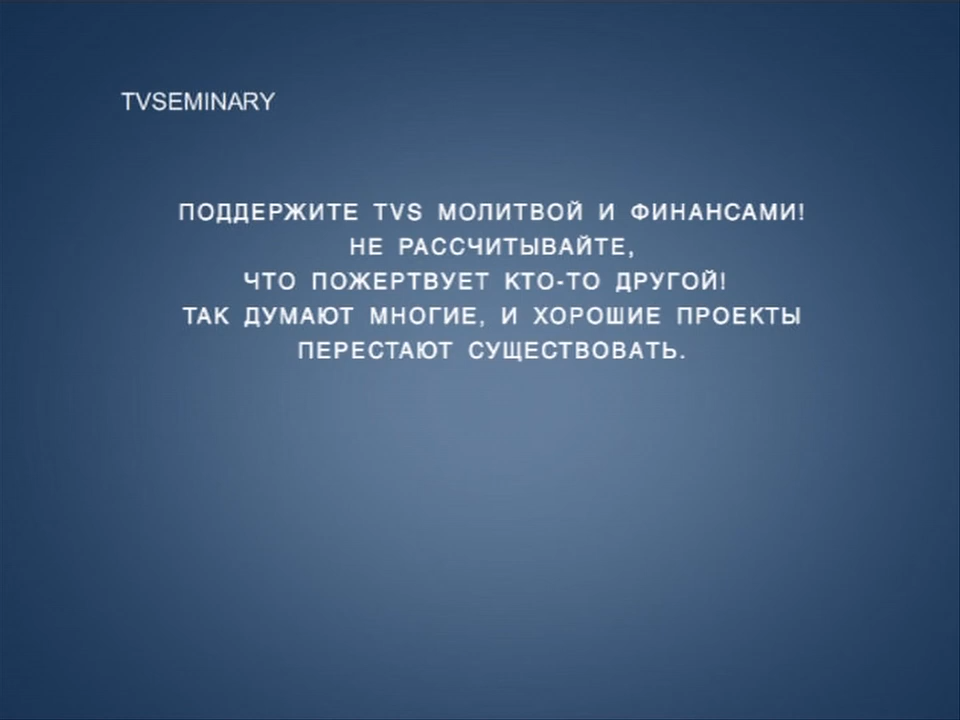 TVSEMINARY
ПОДДЕРЖИТЕ TVS МОЛИТВОЙ И ФИНАНСАМИ!
НЕ РАССЧИТЫВАЙТЕ,
ЧТО ПОЖЕРТВУЕТ КТО-ТО ДРУГОЙ!
ТАК ДУМАЮТ МНОГИЕ, И ХОРОШИЕ ПРОЕКТЫ
ПЕРЕСТАЮТ СУЩЕСТВОВАТЬ.